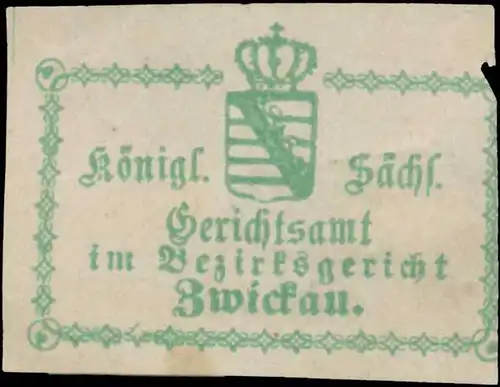 Königl. Sächs.
Gerichtsamt
im Bezirksgericht
Zwickau.